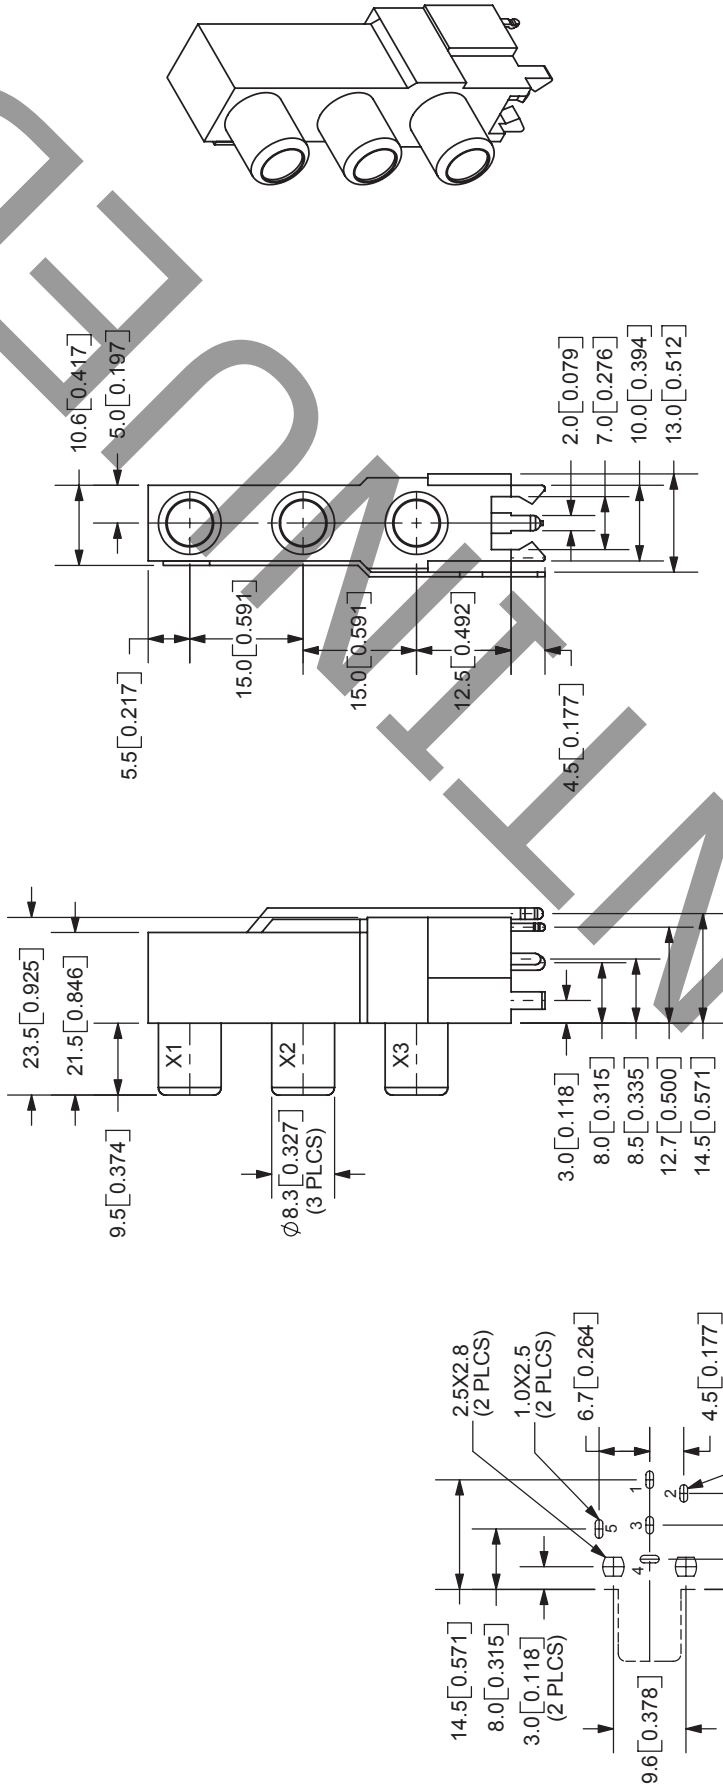 10.6[0.417]
5.0[0.197]
5.5[0.217]
15.0[0.591]
15.0[0.591]
12.5[0.492]
4.5[0.177]
2.0[0.079]
7.0[0.276]
10.0[0.394]
13.0[0.512]
NTINUED
23.5[0.925]
21.5[0.846]
9.5[0.374]
X1
X2
X3
Ø8.3[0.327]
(3 PLCS)
3.0[0.118]
8.0[0.315]
8.5[0.335]
12.7[0.500]
14.5[0.571]
2.5X2.8
(2 PLCS)
1.0X2.5
(2 PLCS)
6.7[0.264]
14.5[0.571]
8.0[0.315]
3.0[0.118]
(2 PLCS)
1
2
3
4
5
4.5[0.177]
9.6[0.378]